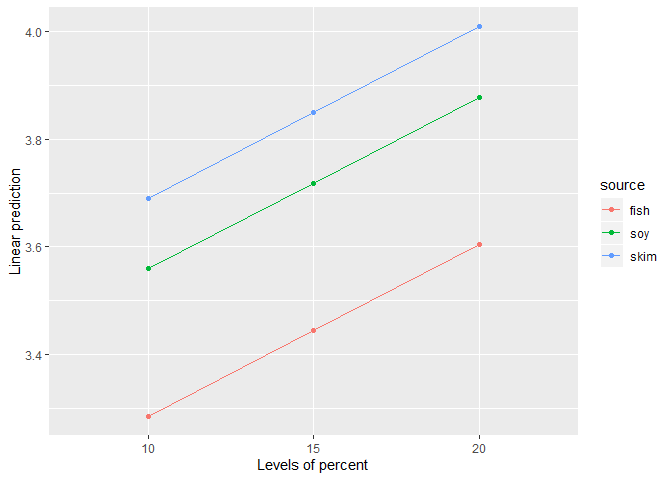 4.0
3.8
3.6
3.4
Linear prediction
10 15 20
Levels of percent
source
fish
soy
skim